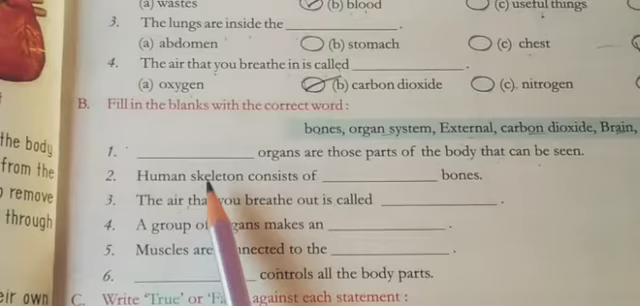 (a) wastes (b) blood (c) useful things
3. The lungs are inside the ____________.
(a) abdomen (b) stomach (c) chest
4. The air that you breathe in is called ____________.
(a) oxygen (b) carbon dioxide (c) nitrogen
B. Fill in the blanks with the correct word :
bones, organ system, External, carbon dioxide, Brain,
1. ____________ organs are those parts of the body that can be seen.
the body
2. Human skeleton consists of ____________ bones.
from the
3. The air that you breathe out is called ____________.
remove
4. A group of gans makes an ____________.
through
5. Muscles are nnected to the ____________.
6. ____________ controls all the body parts.
eir own
C. Write 'True' or 'Fa against each statement :